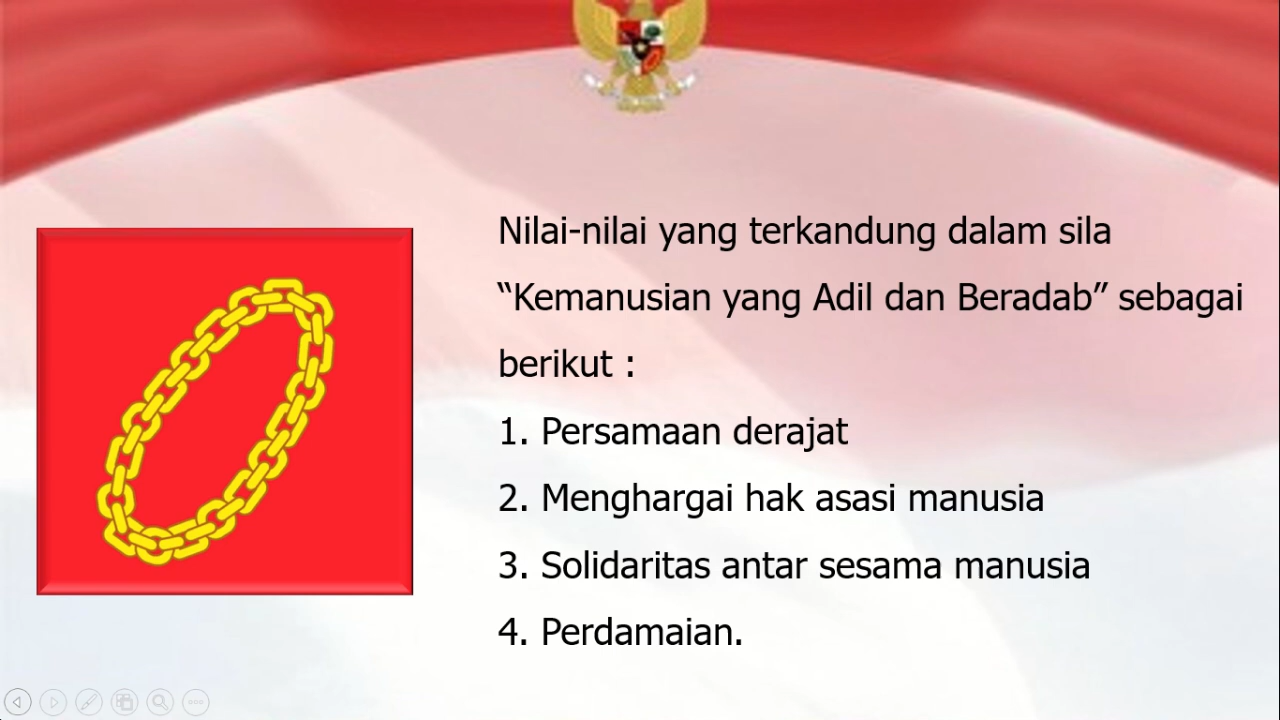 Nilai-nilai yang terkandung dalam sila
“Kemanusian yang Adil dan Beradab” sebagai
berikut :
1. Persamaan derajat
2. Menghargai hak asasi manusia
3. Solidaritas antar sesama manusia
4. Perdamaian.